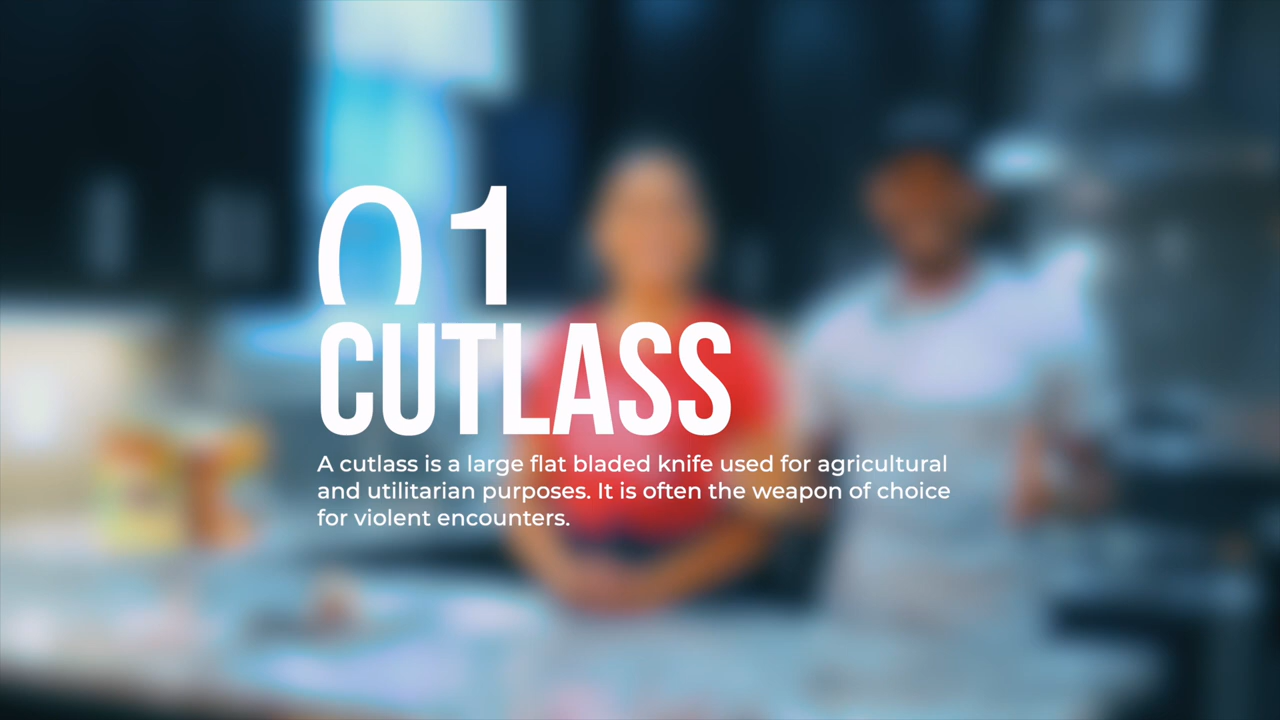 01
CUTLASS
A cutlass is a large flat bladed knife used for agricultural
and utilitarian purposes. It is often the weapon of choice
for violent encounters.